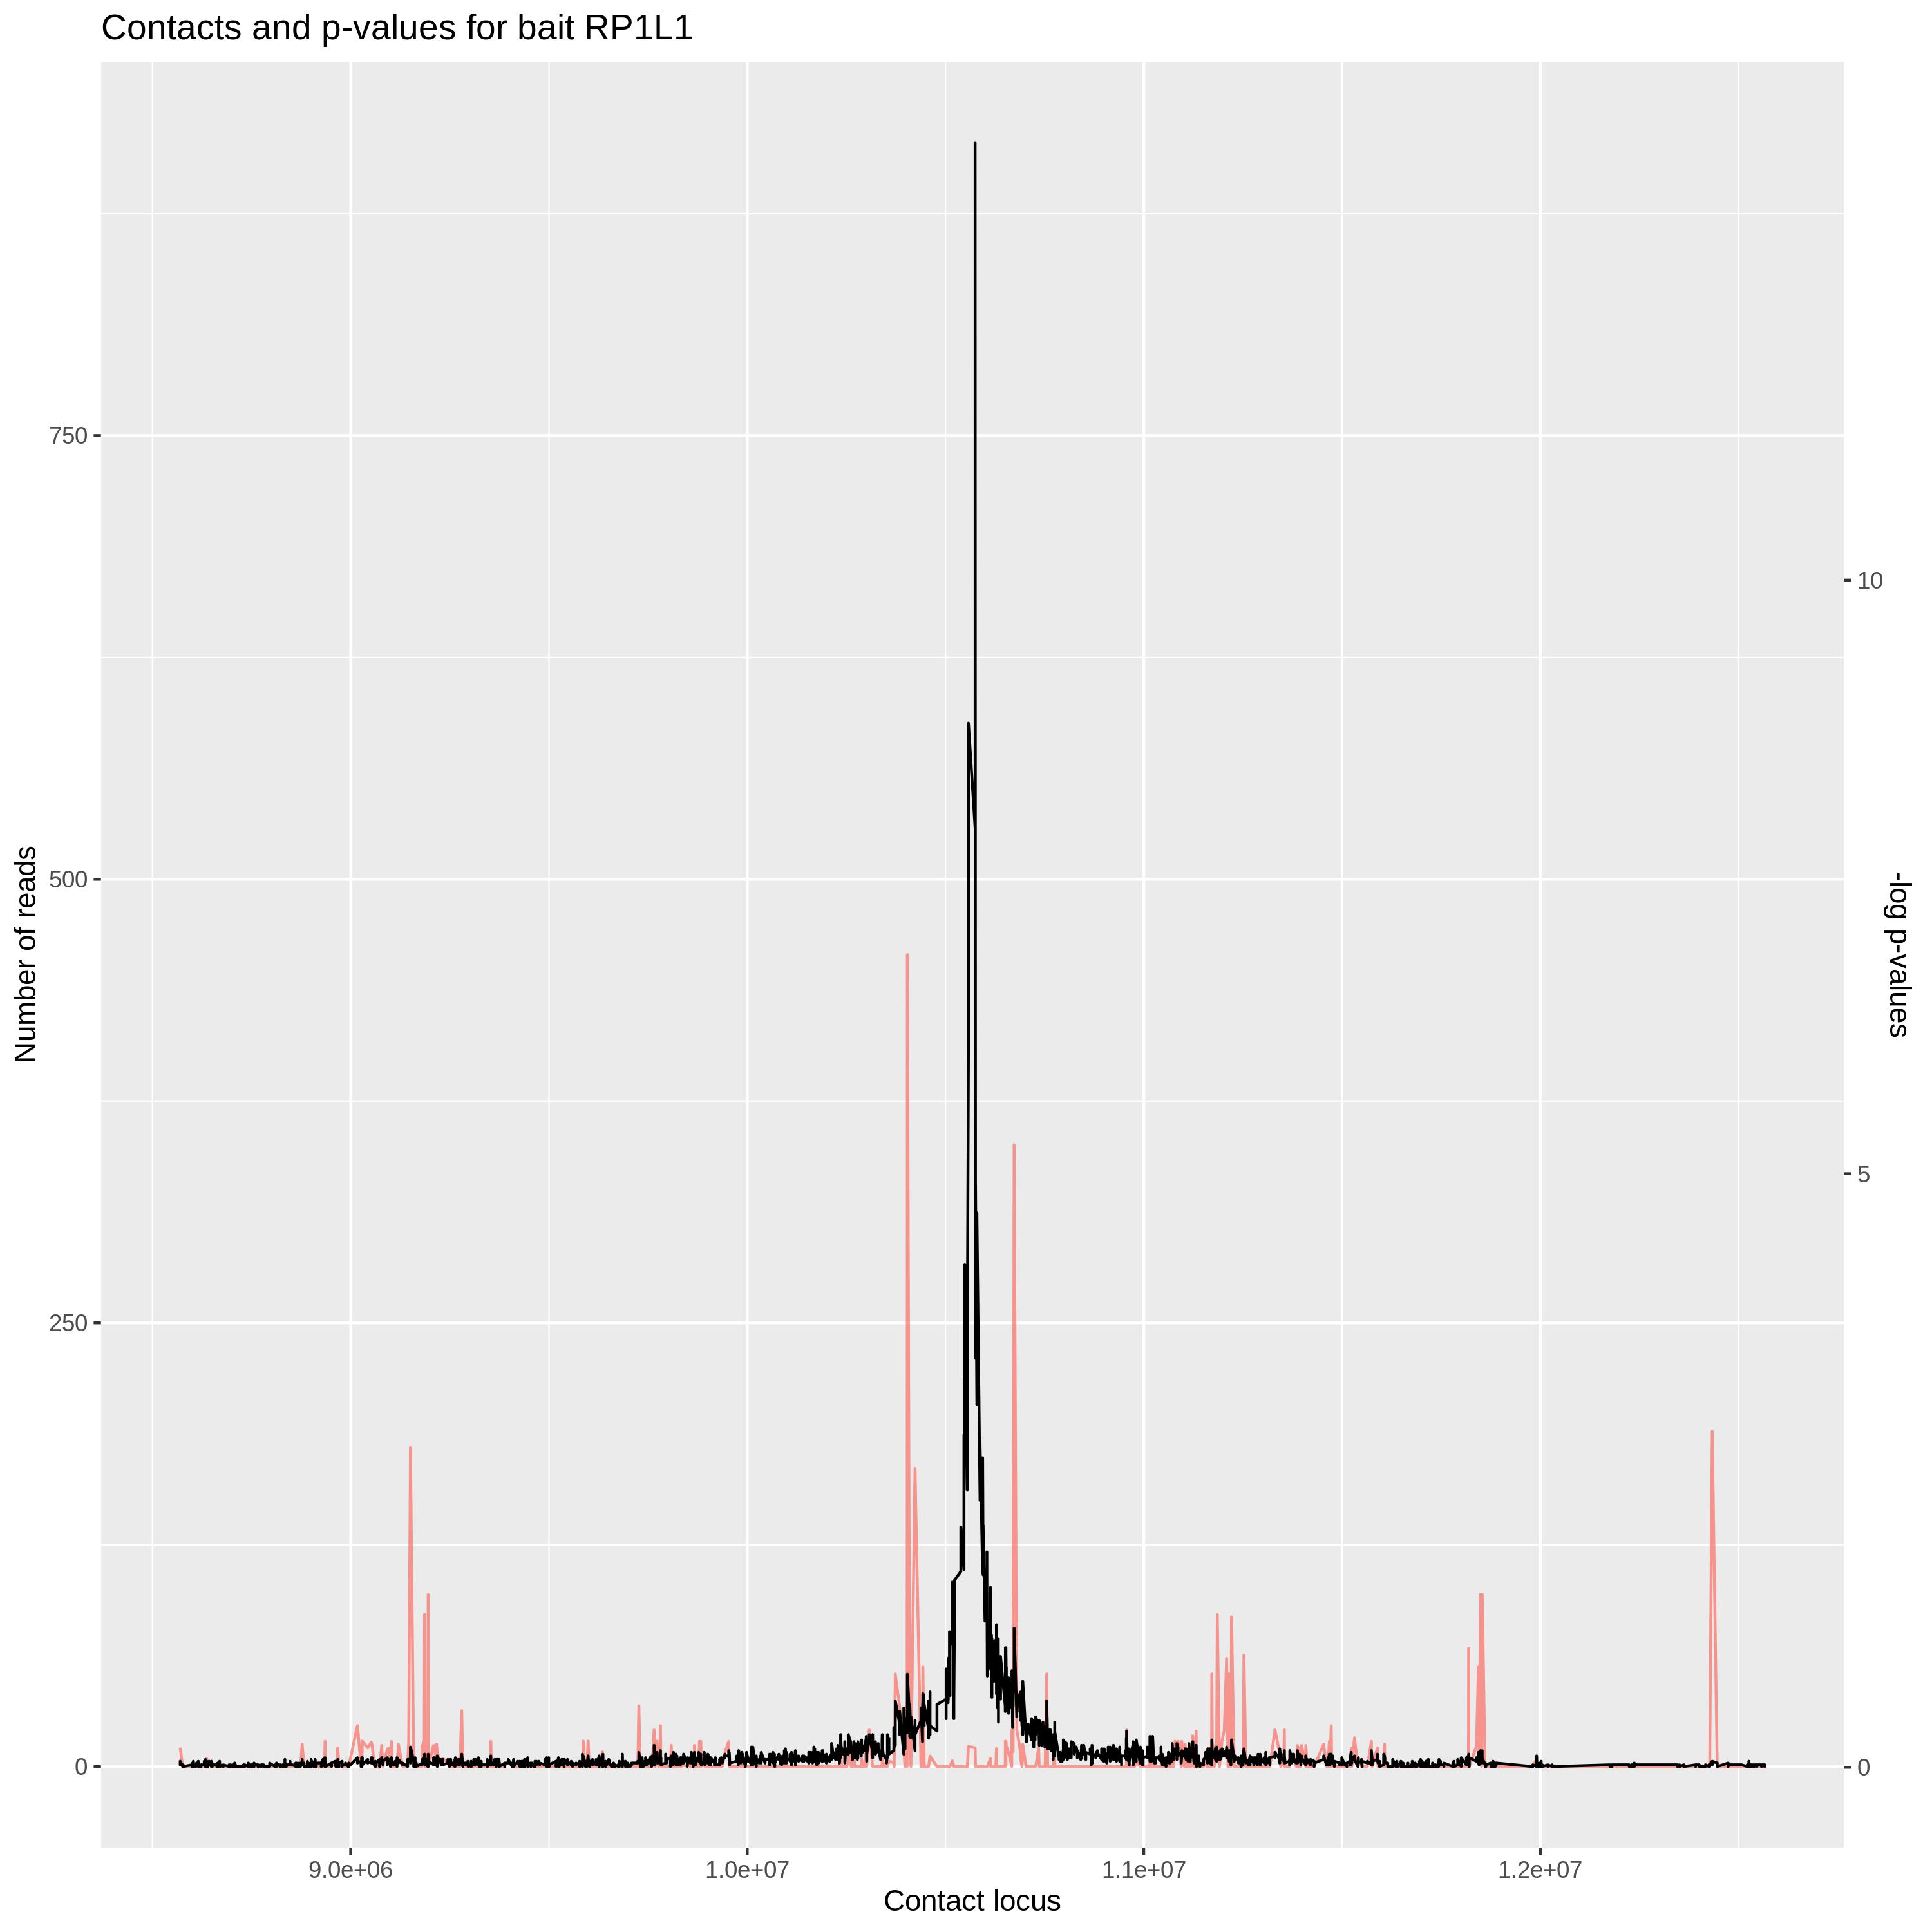 Contacts and p-values for bait RP1L1
Number of reads
750
500
250
0
10
5
0
-log p-values
9.0e+06
1.0e+07
1.1e+07
1.2e+07
Contact locus